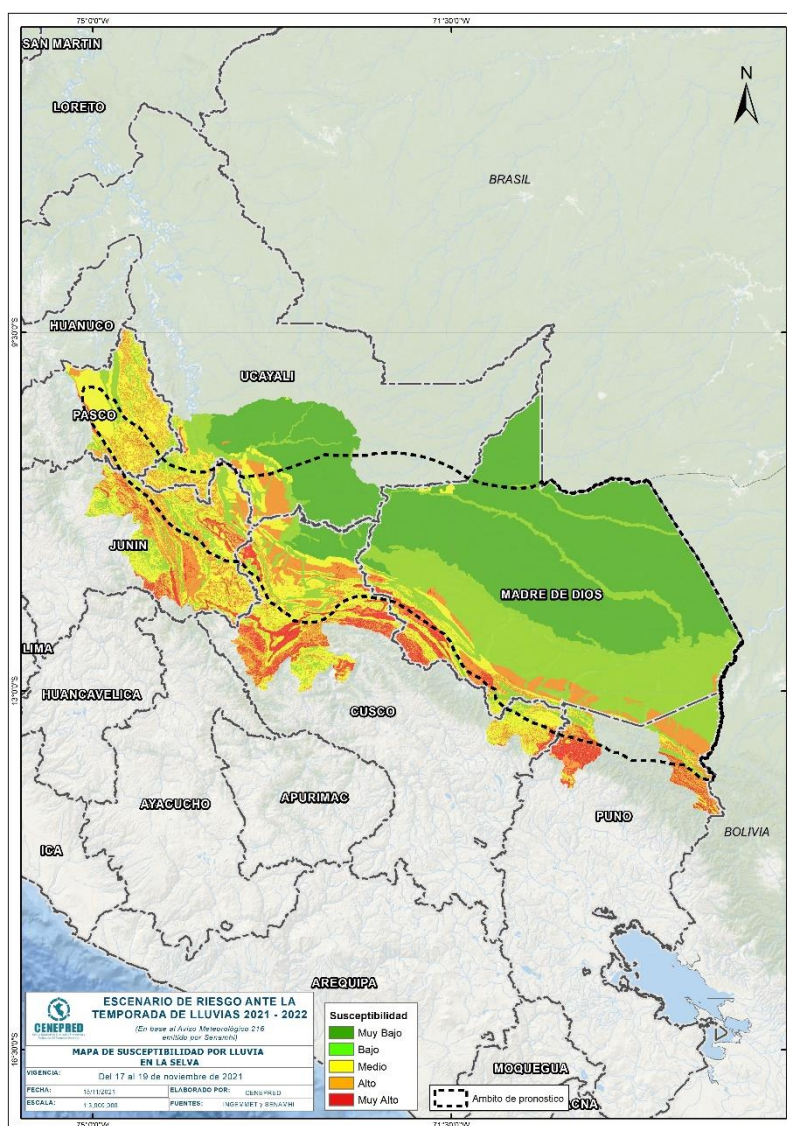 75°0'0"W
71°30'0"W
SAN MARTIN
N
LORETO
BRASIL
9°30'0"S
HUANUCO
UCAYALI
PASCO
JUNIN
MADRE DE DIOS
LIMA
13°0'0"S
HUANCAVELICA
CUSCO
AYACUCHO
APURIMAC
PUNO
BOLIVIA
ICA
AREQUIPA
MOQUEGUA
CNA
16°30'0"S
CENEPRED
ESCENARIO DE RIESGO ANTE LA
TEMPORADA DE LLUVIAS 2021 - 2022
(En base al Aviso Meteorológico 216
emitido por Senamhi)
MAPA DE SUSCEPTIBILIDAD POR LLUVIA
EN LA SELVA
VIGENCIA: Del 17 al 19 de noviembre de 2021
FECHA: ELABORADO POR: CENEPRED
ESCALA: FUENTES: INGEMMET y SENAMHI
Susceptibilidad
Muy Bajo
Bajo
Medio
Alto
Muy Alto
Ámbito de pronostico
75°0'0"W
71°30'0"W